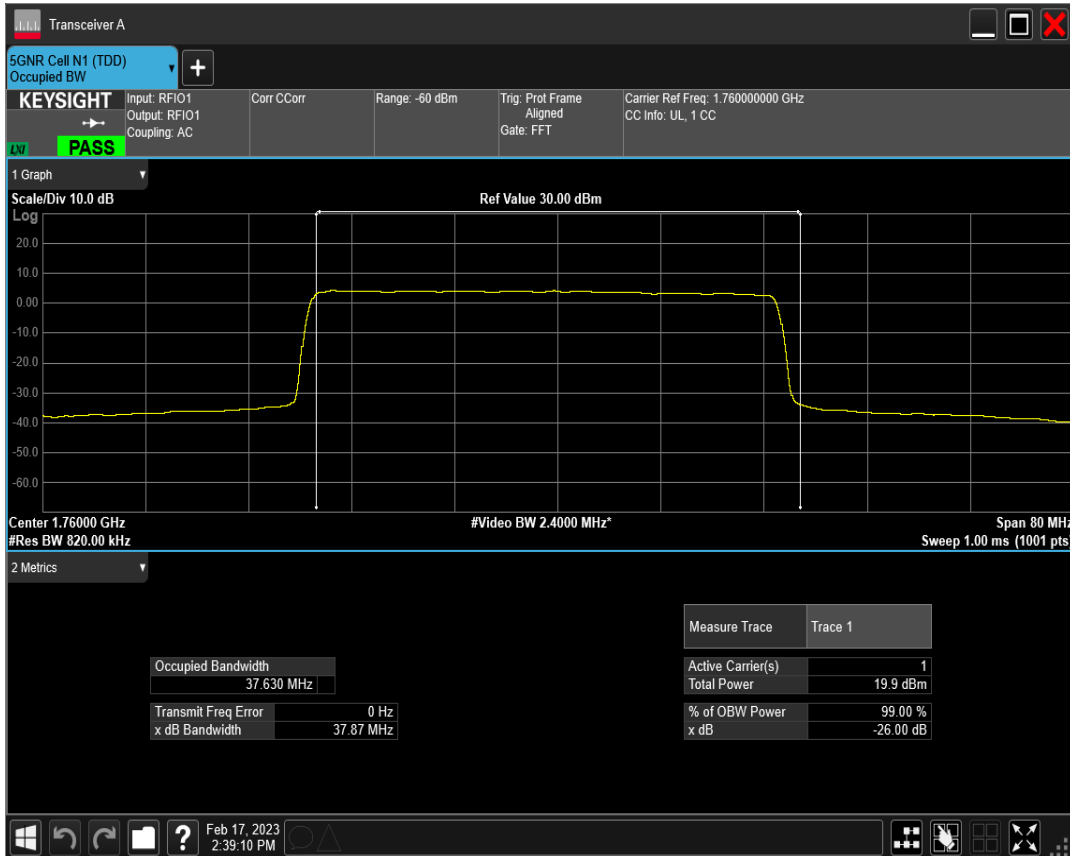 Transceiver A
5GNR Cell N1 (TDD)
Occupied BW
+
KEYSIGHT
LXI
PASS
Input: RFIO1
Output: RFIO1
Coupling: AC
Corr CCorr
Range: -60 dBm
Trig: Prot Frame
Aligned
Gate: FFT
Carrier Ref Freq: 1.760000000 GHz
CC Info: UL, 1 CC
1 Graph
Scale/Div 10.0 dB
Ref Value 30.00 dBm
Log
20.0
10.0
0.00
-10.0
-20.0
-30.0
-40.0
-50.0
-60.0
Center 1.76000 GHz
#Video BW 2.4000 MHz*
Span 80 MHz
#Res BW 820.00 kHz
Sweep 1.00 ms (1001 pts)
2 Metrics
Measure Trace Trace 1
Occupied Bandwidth
37.630 MHz
Active Carrier(s) 1
Total Power 19.9 dBm
Transmit Freq Error 0 Hz
x dB Bandwidth 37.87 MHz
% of OBW Power 99.00 %
x dB -26.00 dB
?
Feb 17, 2023
2:39:10 PM